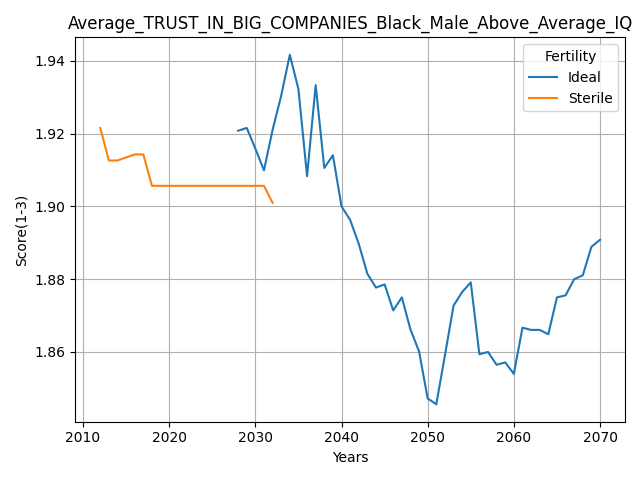 Average_TRUST_IN_BIG_COMPANIES_Black_Male_Above_Average_IQ
Fertility
Ideal
Sterile
1.94
1.92
1.90
1.88
1.86
Score(1-3)
2010 2020 2030 2040 2050 2060 2070
Years